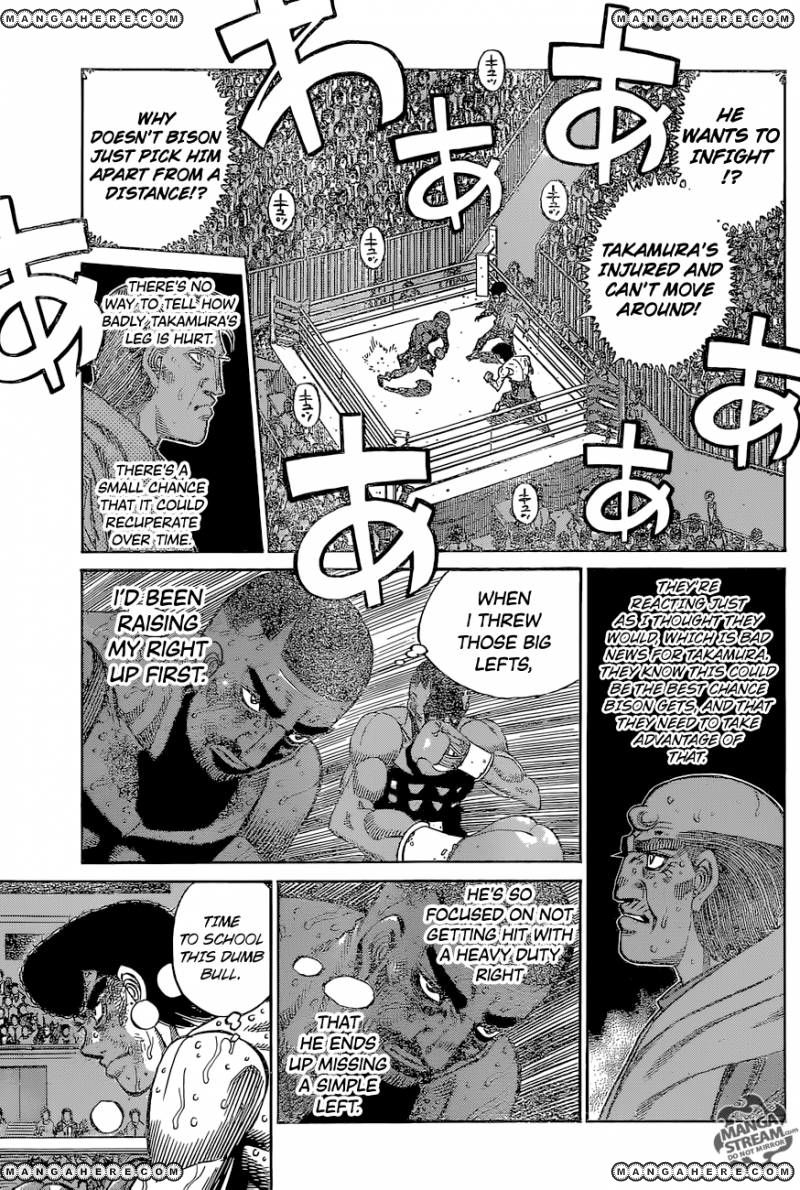 MANGAHERE.COM
MANGAHERE.COM
HE
WANTS TO
INFIGHT
!?
TAKAMURA'S
INJURED AND
CAN'T MOVE
AROUND!
WHY
DOESN'T BISON
JUST PICK HIM
APART FROM A
DISTANCE!?
わ
あ
あ
あ
あ
あ
あ
THERE'S NO
WAY TO TELL HOW
BADLY TAKAMURA'S
LEG IS HURT.
THERE'S A
SMALL CHANCE
THAT IT COULD
RECUPERATE
OVER TIME.
THEY'RE
REACTING JUST
AS I THOUGHT THEY
WOULD, WHICH IS BAD
NEWS FOR TAKAMURA.
THEY KNOW THIS COULD
BE THE BEST CHANCE
BISON GETS, AND THAT
THEY NEED TO TAKE
ADVANTAGE OF
THAT.
WHEN
I THREW
THOSE BIG
LEFTS,
I'D BEEN
RAISING
MY RIGHT
UP FIRST.
HE'S SO
FOCUSED ON NOT
GETTING HIT WITH
A HEAVY DUTY
RIGHT
THAT
HE ENDS
UP MISSING
A SIMPLE
LEFT.
TIME
TO SCHOOL
THIS DUMB
BULL.
MANGA
STREAM.com
DO NOT MIRROR
MANGAHERE.COM
MANGAHERE.COM